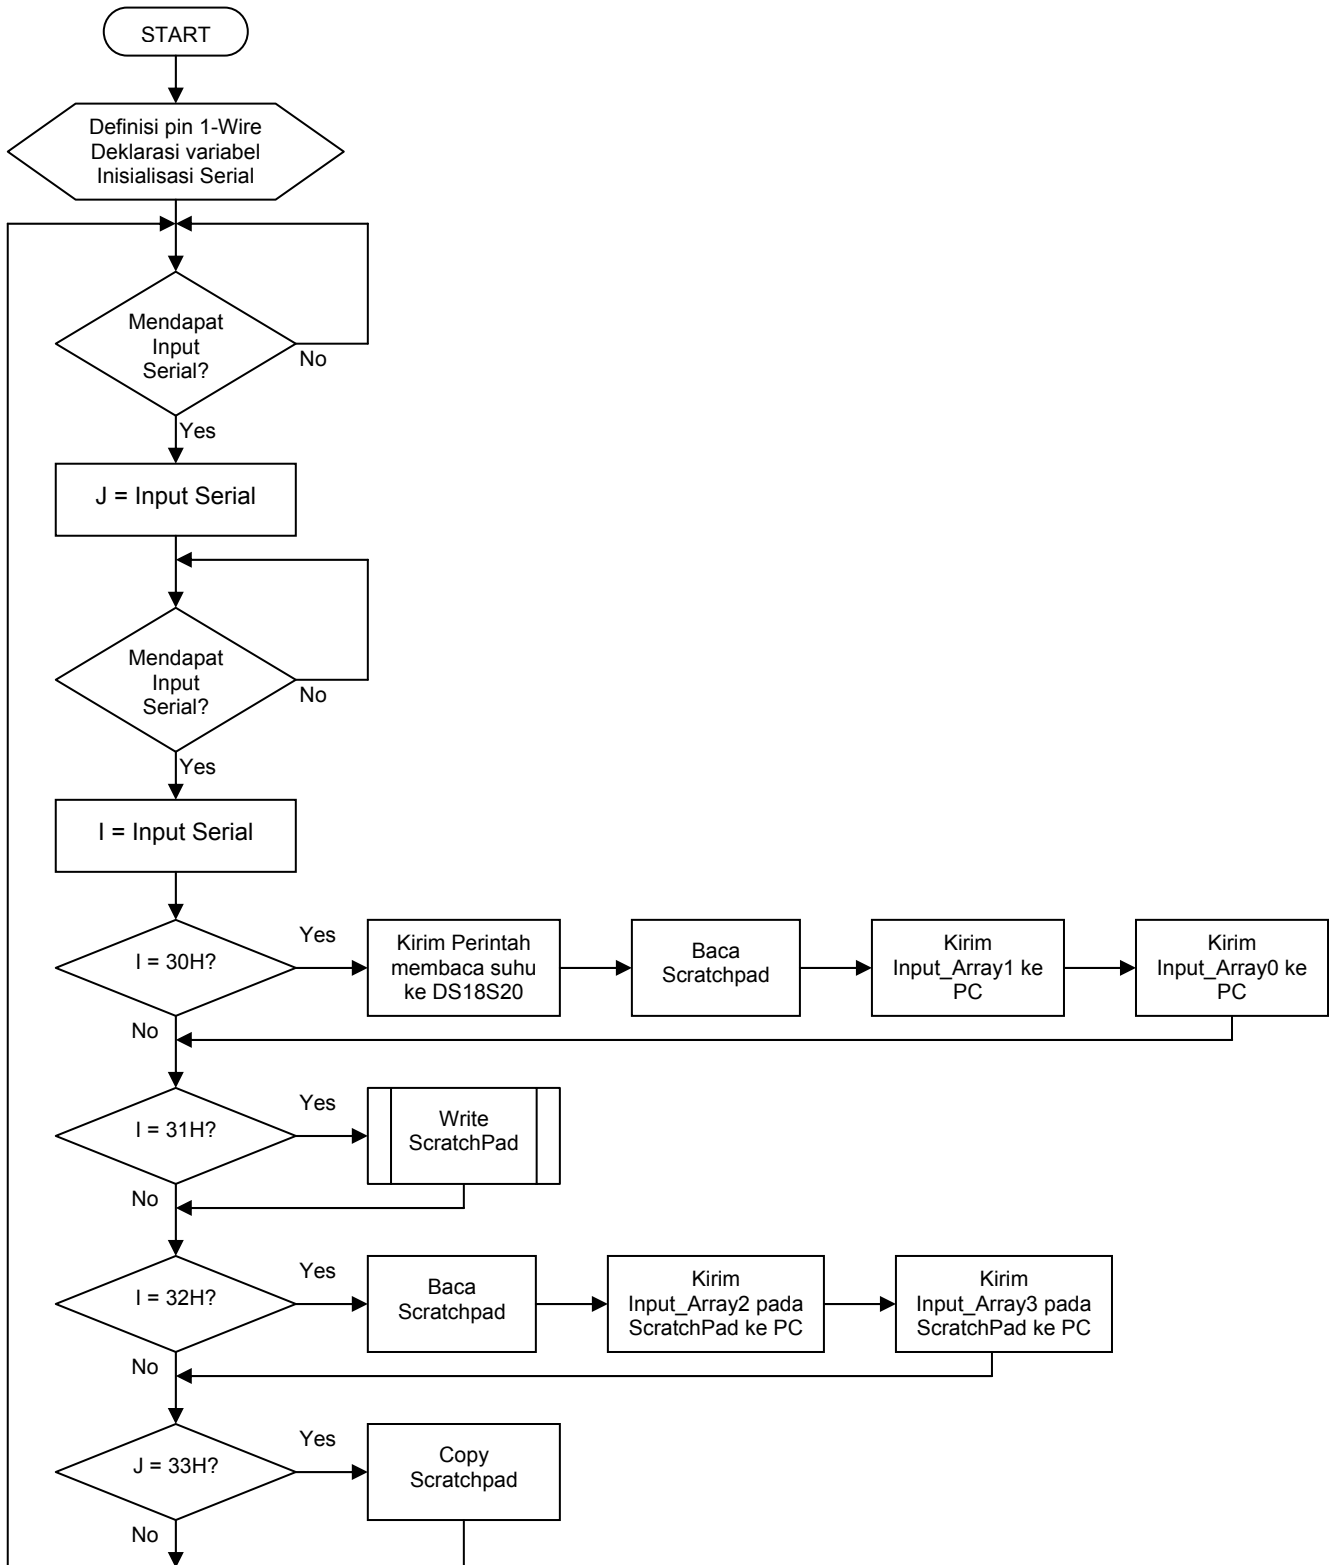 START
Definisi pin 1-Wire
Deklarasi variabel
Inisialisasi Serial
Mendapat
Input
Serial?
No
Yes
J = Input Serial
Mendapat
Input
Serial?
No
Yes
I = Input Serial
I = 30H?
Yes
Kirim Perintah
membaca suhu
ke DS18S20
Baca
Scratchpad
Kirim
Input_Array1 ke
PC
Kirim
Input_Array0 ke
PC
No
I = 31H?
Yes
Write
ScratchPad
No
I = 32H?
Yes
Baca
Scratchpad
Kirim
Input_Array2 pada
ScratchPad ke PC
Kirim
Input_Array3 pada
ScratchPad ke PC
No
J = 33H?
Yes
Copy
Scratchpad
No